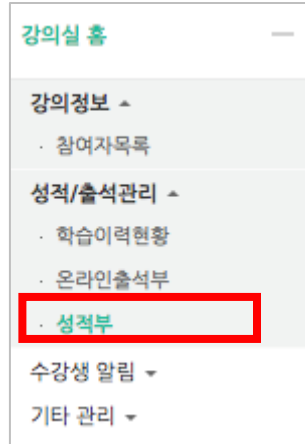 강의실 홈
강의정보
· 참여자목록
성적/출석관리
· 학습이력현황
· 온라인출석부
· 성적부
수강생 알림
기타 관리